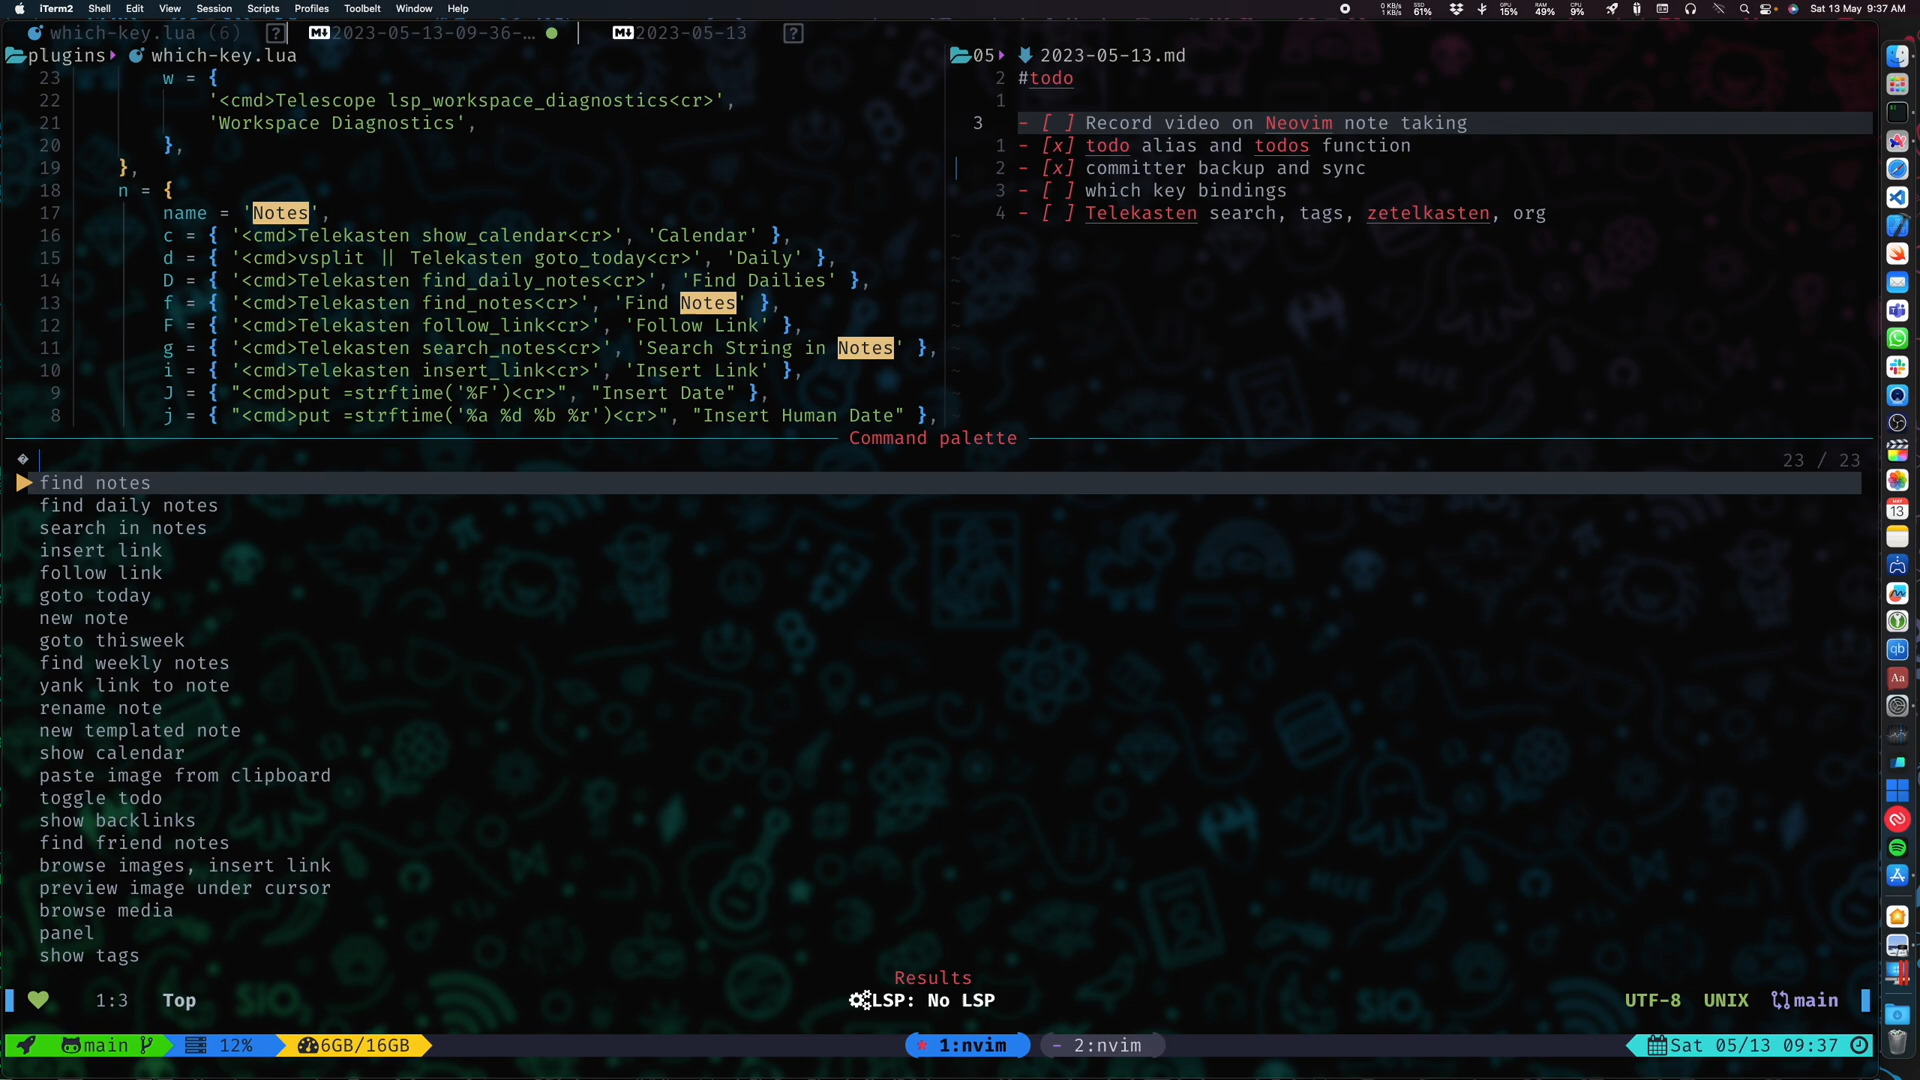 iTerm2 Shell Edit View Session Scripts Profiles Toolbelt Window Help
0 KB/s
1 KB/s
SSD
61%
GPU
15%
RAM
49%
CPU
9%
Sat 13 May 9:37 AM
which-key.lua (6) [?] 2023-05-13-09-36-... 2023-05-13 [?]
plugins which-key.lua
23 w = {
22 '<cmd>Telescope lsp_workspace_diagnostics<cr>',
21 'Workspace Diagnostics',
20 },
19 },
18 n = {
17 name = 'Notes',
16 c = { '<cmd>Telekasten show_calendar<cr>', 'Calendar' },
15 d = { '<cmd>vsplit || Telekasten goto_today<cr>', 'Daily' },
14 D = { '<cmd>Telekasten find_daily_notes<cr>', 'Find Dailies' },
13 f = { '<cmd>Telekasten find_notes<cr>', 'Find Notes' },
12 F = { '<cmd>Telekasten follow_link<cr>', 'Follow Link' },
11 g = { '<cmd>Telekasten search_notes<cr>', 'Search String in Notes' },
10 i = { '<cmd>Telekasten insert_link<cr>', 'Insert Link' },
9 J = { "<cmd>put =strftime('%F')<cr>", "Insert Date" },
8 j = { "<cmd>put =strftime('%a %d %b %r')<cr>", "Insert Human Date" },
05 2023-05-13.md
2 #todo
1
3 - [ ] Record video on Neovim note taking
1 - [x] todo alias and todos function
2 - [x] committer backup and sync
3 - [ ] which key bindings
4 - [ ] Telekasten search, tags, zetelkasten, org
Command palette
23 / 23
find notes
find daily notes
search in notes
insert link
follow link
goto today
new note
goto thisweek
find weekly notes
yank link to note
rename note
new templated note
show calendar
paste image from clipboard
toggle todo
show backlinks
find friend notes
browse images, insert link
preview image under cursor
browse media
panel
show tags
Results
1:3 Top LSP: No LSP UTF-8 UNIX main
main 12% 6GB/16GB * 1:nvim - 2:nvim Sat 05/13 09:37